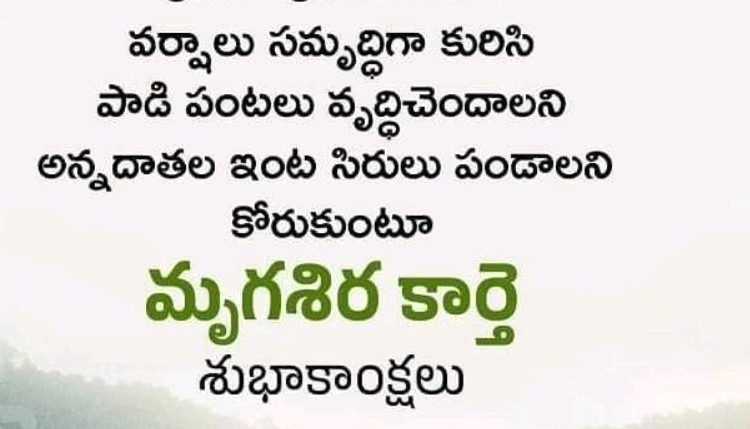 వర్షాలు సమృద్ధిగా కురిసి
పాడి పంటలు వృద్ధిచెందాలని
అన్నదాతల ఇంట సిరులు పండాలని
కోరుకుంటూ
మృగశిర కార్తె
శుభాకాంక్షలు